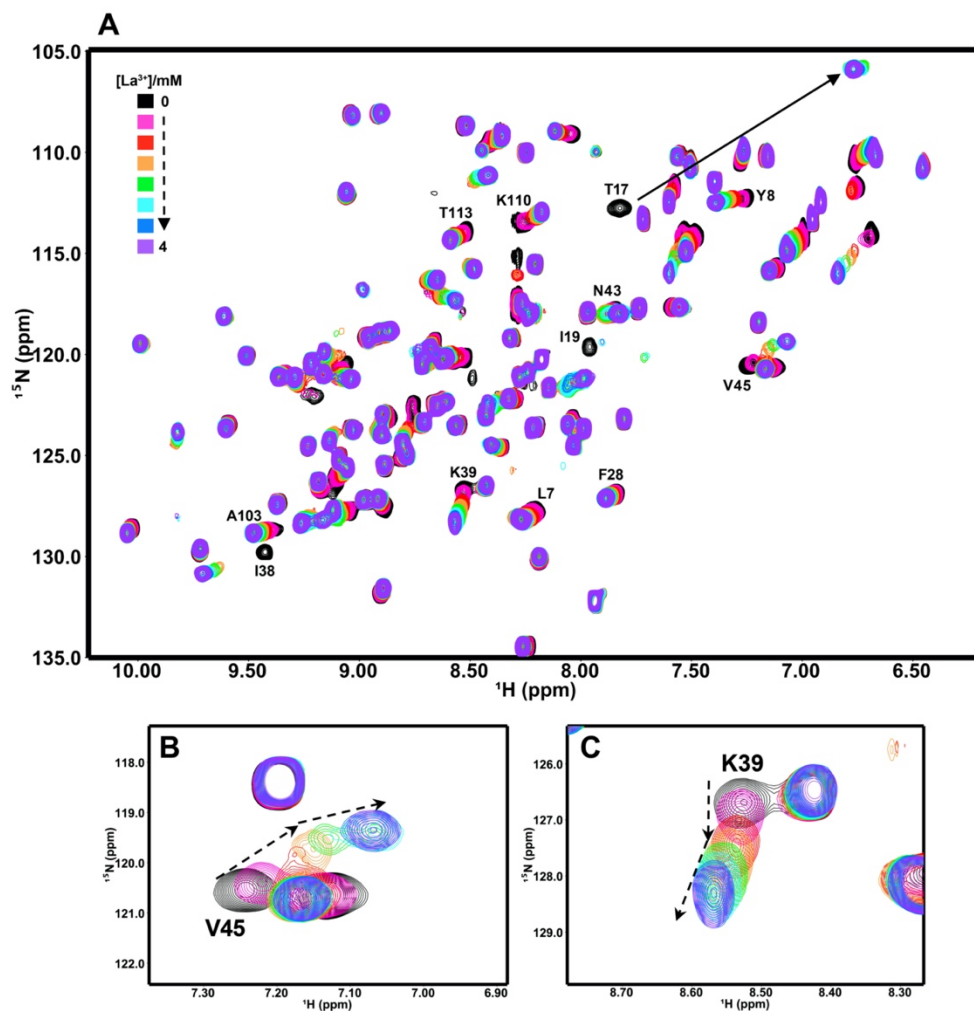 A
105.0
110.0
115.0
120.0
125.0
130.0
135.0
¹⁵N (ppm)
[La³⁺]/mM
0
4
T17
Y8
K110
T113
N43
I19
V45
K39
L7
F28
A103
I38
10.00 9.50 9.00 8.50 8.00 7.50 7.00 6.50
¹H (ppm)
B
118.0
119.0
120.0
121.0
122.0
¹⁵N (ppm)
V45
7.30 7.20 7.10 7.00 6.90
¹H (ppm)
C
K39
126.0
127.0
128.0
129.0
¹⁵N (ppm)
8.70 8.60 8.50 8.40 8.30
¹H (ppm)